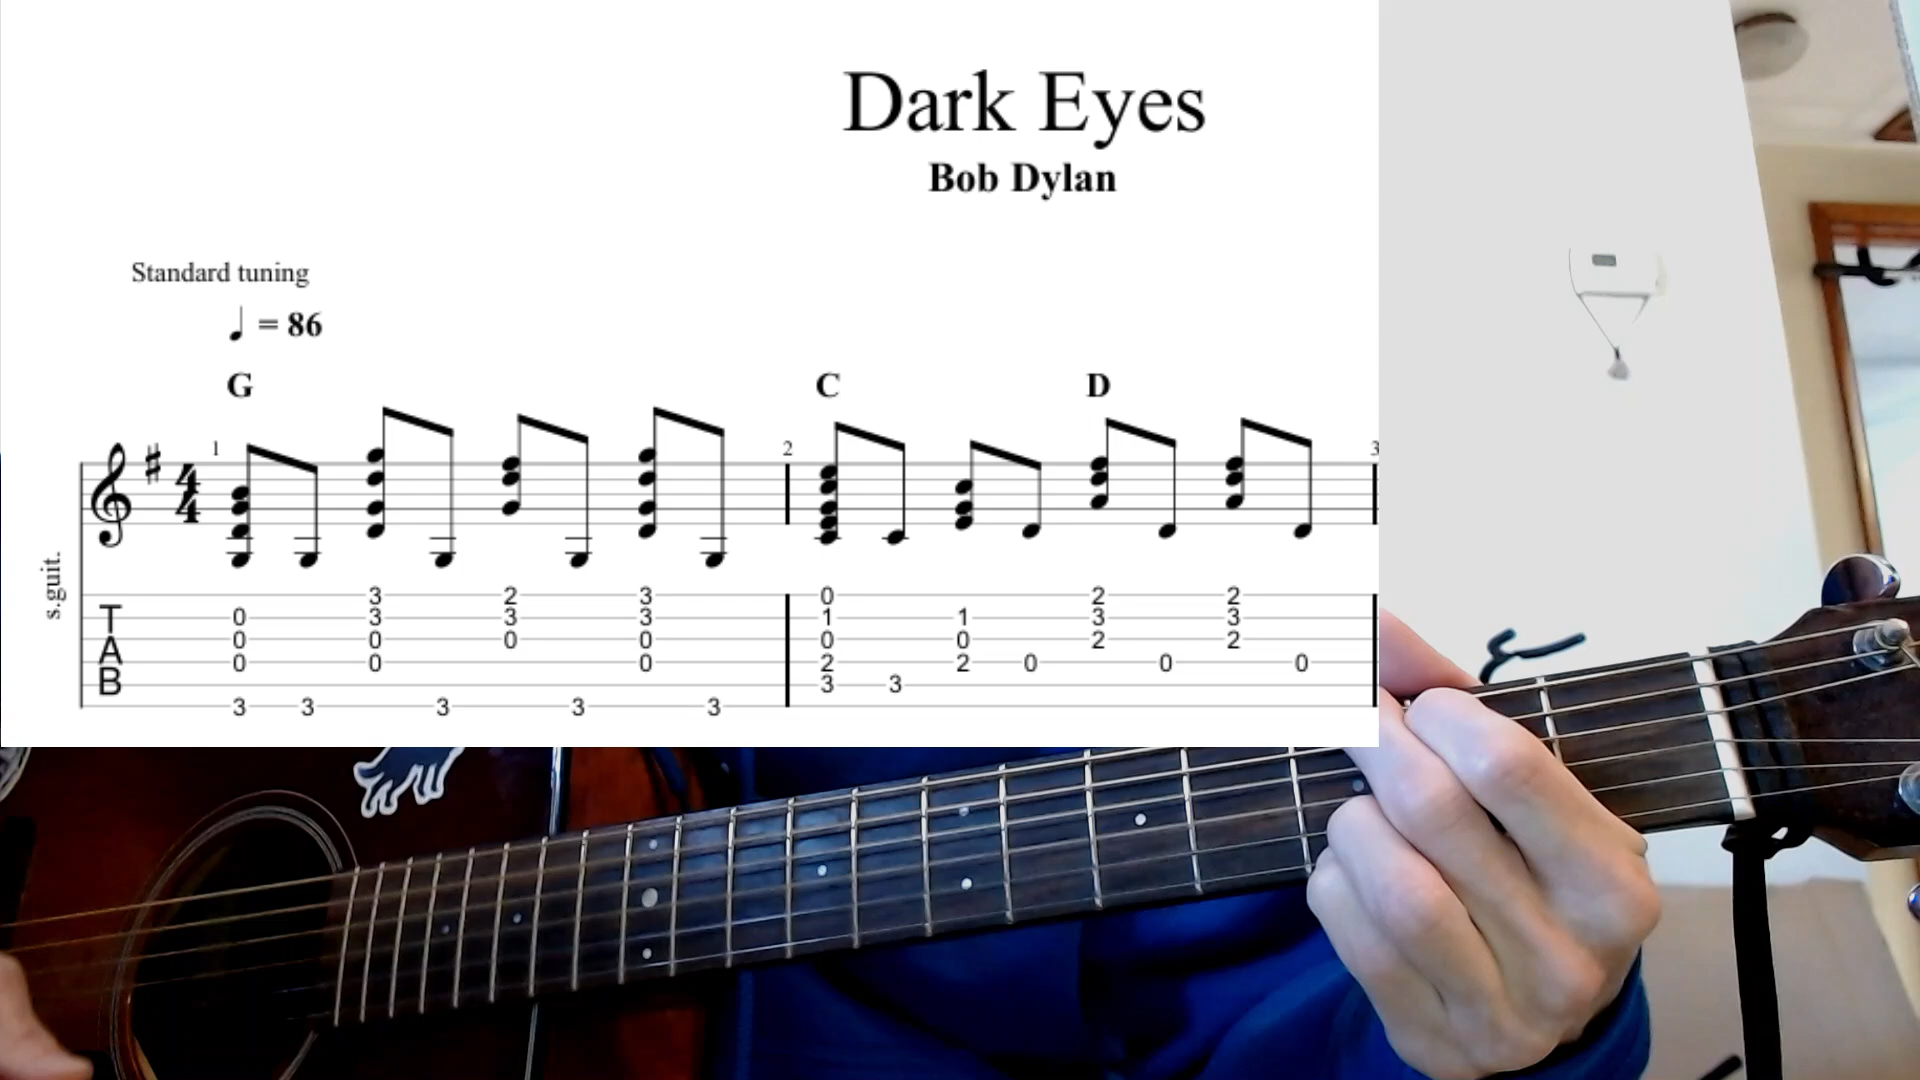 Dark Eyes
Bob Dylan
Standard tuning
= 86
G C D
1 2 3
4
4
s.guit.
T
A
B
3 2 3 0 2 2
0 3 3 3 1 1 3 3
0 0 0 0 0 0 2 2
0 0 0 2 2 0 0 0
3 3
3 3 3 3 3